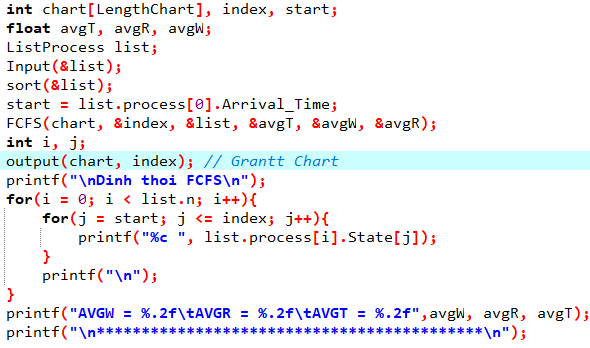 int chart[LengthChart], index, start;
float avgT, avgR, avgW;
ListProcess list;
Input(&list);
sort(&list);
start = list.process[0].Arrival_Time;
FCFS(chart, &index, &list, &avgT, &avgW, &avgR);
int i, j;
output(chart, index); // Grantt Chart
printf("\nDinh thoi FCFS\n");
for(i = 0; i < list.n; i++){
    for(j = start; j <= index; j++){
        printf("%c ", list.process[i].State[j]);
    }
    printf("\n");
}
printf("AVGW = %.2f\tAVGR = %.2f\tAVGT = %.2f",avgW, avgR, avgT);
printf("\n*******************************************\n");